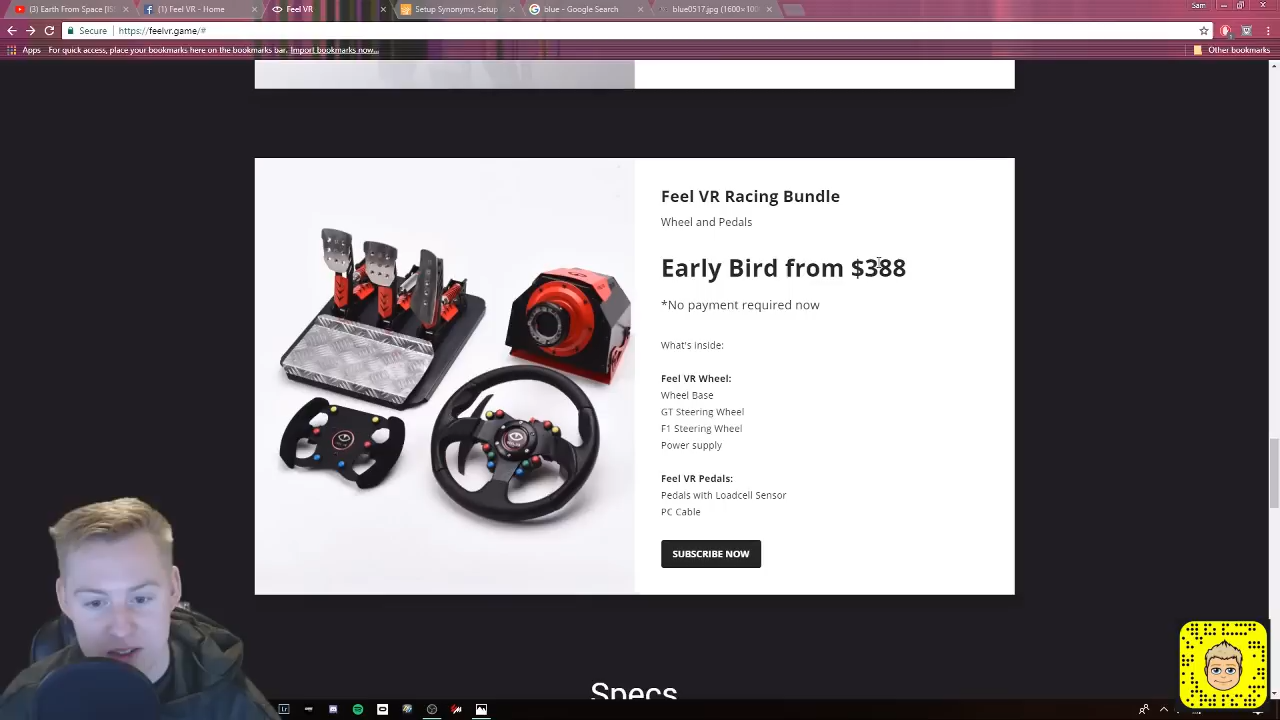 (3) Earth From Space [
(1) Feel VR - Home
Feel VR
Setup Synonyms, Setup
blue - Google Search
blue0517.jpg (1600×100
Sam
Secure
https://feelvr.game/#
Apps
For quick access, place your bookmarks here on the bookmarks bar. Import bookmarks now...
Other bookmarks
Feel VR Racing Bundle
Wheel and Pedals
Early Bird from $388
*No payment required now
What's inside:
Feel VR Wheel:
Wheel Base
GT Steering Wheel
F1 Steering Wheel
Power supply
Feel VR Pedals:
Pedals with Loadcell Sensor
PC Cable
SUBSCRIBE NOW
Specs